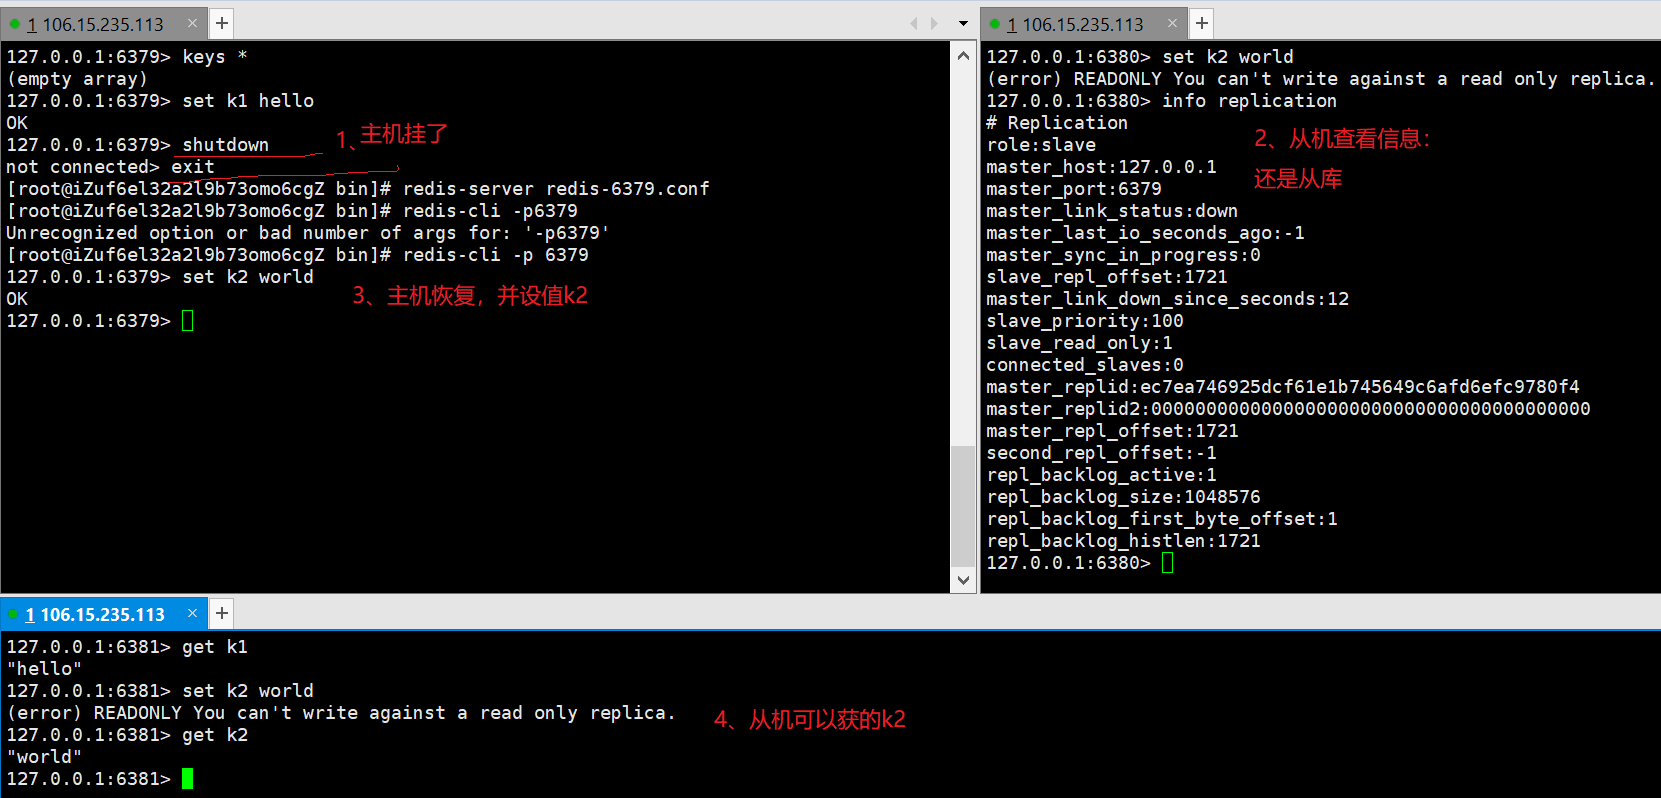 1 106.15.235.113 × +
127.0.0.1:6379> keys *
(empty array)
127.0.0.1:6379> set k1 hello
OK
127.0.0.1:6379> shutdown
1、主机挂了
not connected> exit
[root@iZuf6el32a2l9b73omo6cgZ bin]# redis-server redis-6379.conf
[root@iZuf6el32a2l9b73omo6cgZ bin]# redis-cli -p6379
Unrecognized option or bad number of args for: '-p6379'
[root@iZuf6el32a2l9b73omo6cgZ bin]# redis-cli -p 6379
127.0.0.1:6379> set k2 world
OK
3、主机恢复，并设值k2
127.0.0.1:6379>
1 106.15.235.113 × +
127.0.0.1:6380> set k2 world
(error) READONLY You can't write against a read only replica.
127.0.0.1:6380> info replication
# Replication
2、从机查看信息：
role:slave
master_host:127.0.0.1
还是从库
master_port:6379
master_link_status:down
master_last_io_seconds_ago:-1
master_sync_in_progress:0
slave_repl_offset:1721
master_link_down_since_seconds:12
slave_priority:100
slave_read_only:1
connected_slaves:0
master_replid:ec7ea746925dcf61e1b745649c6afd6efc9780f4
master_replid2:0000000000000000000000000000000000000000
master_repl_offset:1721
second_repl_offset:-1
repl_backlog_active:1
repl_backlog_size:1048576
repl_backlog_first_byte_offset:1
repl_backlog_histlen:1721
127.0.0.1:6380>
1 106.15.235.113 × +
127.0.0.1:6381> get k1
"hello"
127.0.0.1:6381> set k2 world
(error) READONLY You can't write against a read only replica.
4、从机可以获的k2
127.0.0.1:6381> get k2
"world"
127.0.0.1:6381>